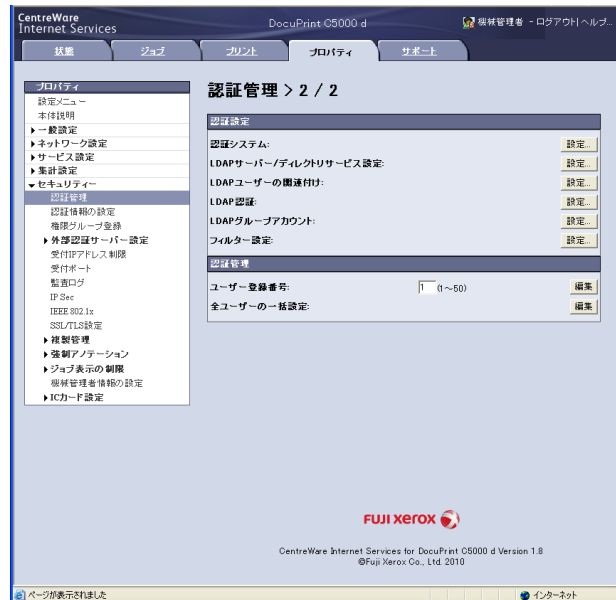 CentreWare
Internet Services
DocuPrint C5000 d
機械管理者 - ログアウト|ヘルプ...
状態
ジョブ
プリント
プロパティ
サポート
プロパティ
設定メニュー
本体説明
一般設定
ネットワーク設定
サービス設定
集計設定
セキュリティー
認証管理
認証情報の設定
権限グループ登録
外部認証サーバー設定
受付IPアドレス制限
受付ポート
監査ログ
IP Sec
IEEE 802.1x
SSL/TLS設定
複製管理
強制アノテーション
ジョブ表示の制限
機械管理者情報の設定
ICカード設定
認証管理 > 2 / 2
認証設定
認証システム: 設定...
LDAPサーバー/ディレクトリサービス設定: 設定...
LDAPユーザーの関連付け: 設定...
LDAP認証: 設定...
LDAPグループアカウント: 設定...
フィルター設定: 設定...
認証管理
ユーザー登録番号: 1 (1～50) 編集
全ユーザーの一括設定: 編集
FUJI xerox
CentreWare Internet Services for DocuPrint C5000 d Version 1.8
©Fuji Xerox Co., Ltd. 2010
ページが表示されました
インターネット